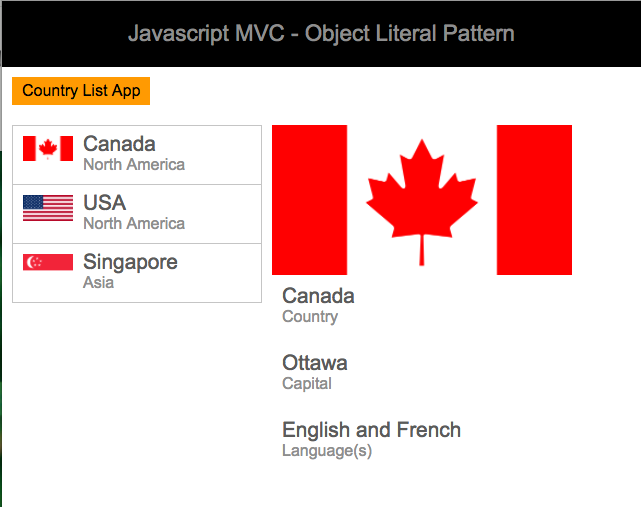 Javascript MVC - Object Literal Pattern
Country List App
Canada
North America
USA
North America
Singapore
Asia
Canada
Country
Ottawa
Capital
English and French
Language(s)